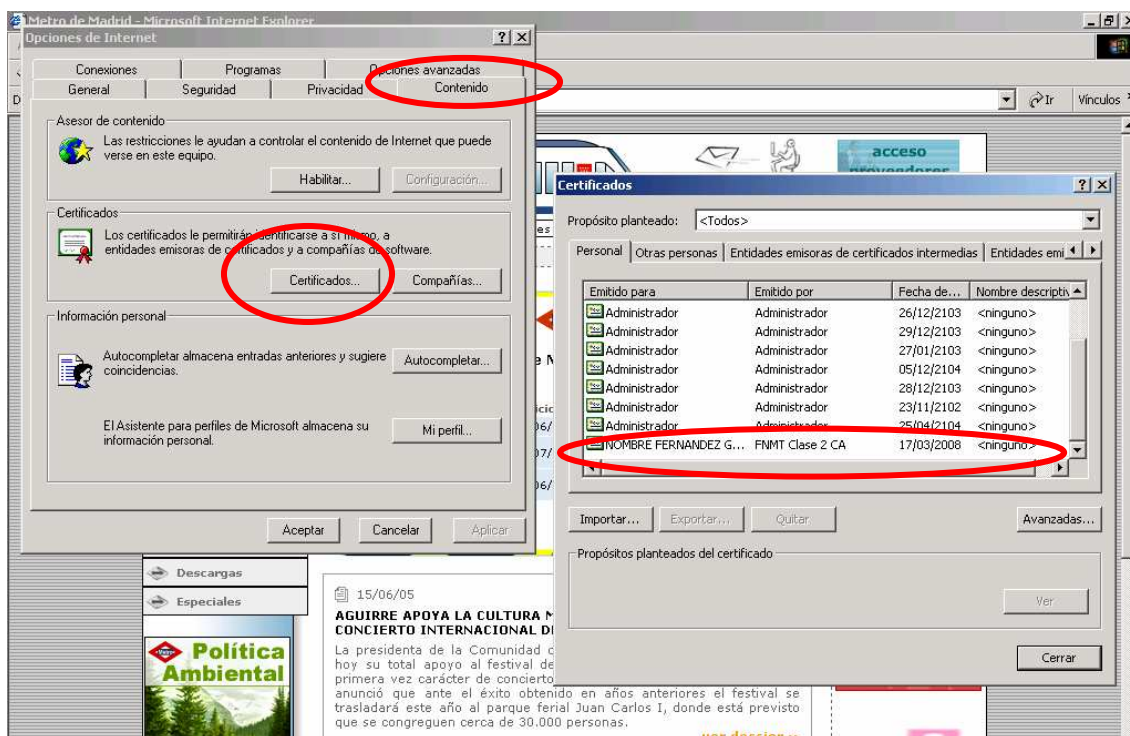 Metro de Madrid - Microsoft Internet Explorer
Opciones de Internet
Conexiones Programas Opciones avanzadas
General Seguridad Privacidad Contenido
Asesor de contenido
Las restricciones le ayudan a controlar el contenido de Internet que puede
verse en este equipo.
Habilitar... Configuración...
Certificados
Los certificados le permitirán identificarse a sí mismo, a
entidades emisoras de certificados y a compañías de software.
Certificados... Compañías...
Información personal
Autocompletar almacena entradas anteriores y sugiere
coincidencias.
Autocompletar...
El Asistente para perfiles de Microsoft almacena su
información personal.
Mi perfil...
Aceptar Cancelar Aplicar
Ir Vínculos
acceso
proveedores
Certificados
Propósito planteado: <Todos>
Personal Otras personas Entidades emisoras de certificados intermedias Entidades emi
Emitido para Emitido por Fecha de... Nombre descriptiv
Administrador Administrador 26/12/2103 <ninguno>
Administrador Administrador 29/12/2103 <ninguno>
Administrador Administrador 27/01/2103 <ninguno>
Administrador Administrador 05/12/2104 <ninguno>
Administrador Administrador 28/12/2103 <ninguno>
Administrador Administrador 23/11/2102 <ninguno>
Administrador Administrador 25/04/2104 <ninguno>
NOMBRE FERNANDEZ G... FNMT Clase 2 CA 17/03/2008 <ninguno>
Importar... Exportar... Quitar Avanzadas...
Propósitos planteados del certificado
Ver
Cerrar
Descargas
Especiales
Política
Ambiental
15/06/05
AGUIRRE APOYA LA CULTURA
CONCIERTO INTERNACIONAL
La presidenta de la Comunidad
hoy su total apoyo al festival de
primera vez carácter de concierto
anunció que ante el éxito obtenido en años anteriores el festival se
trasladará este año al parque ferial Juan Carlos I, donde está previsto
que se congreguen cerca de 30.000 personas.
ver dossier